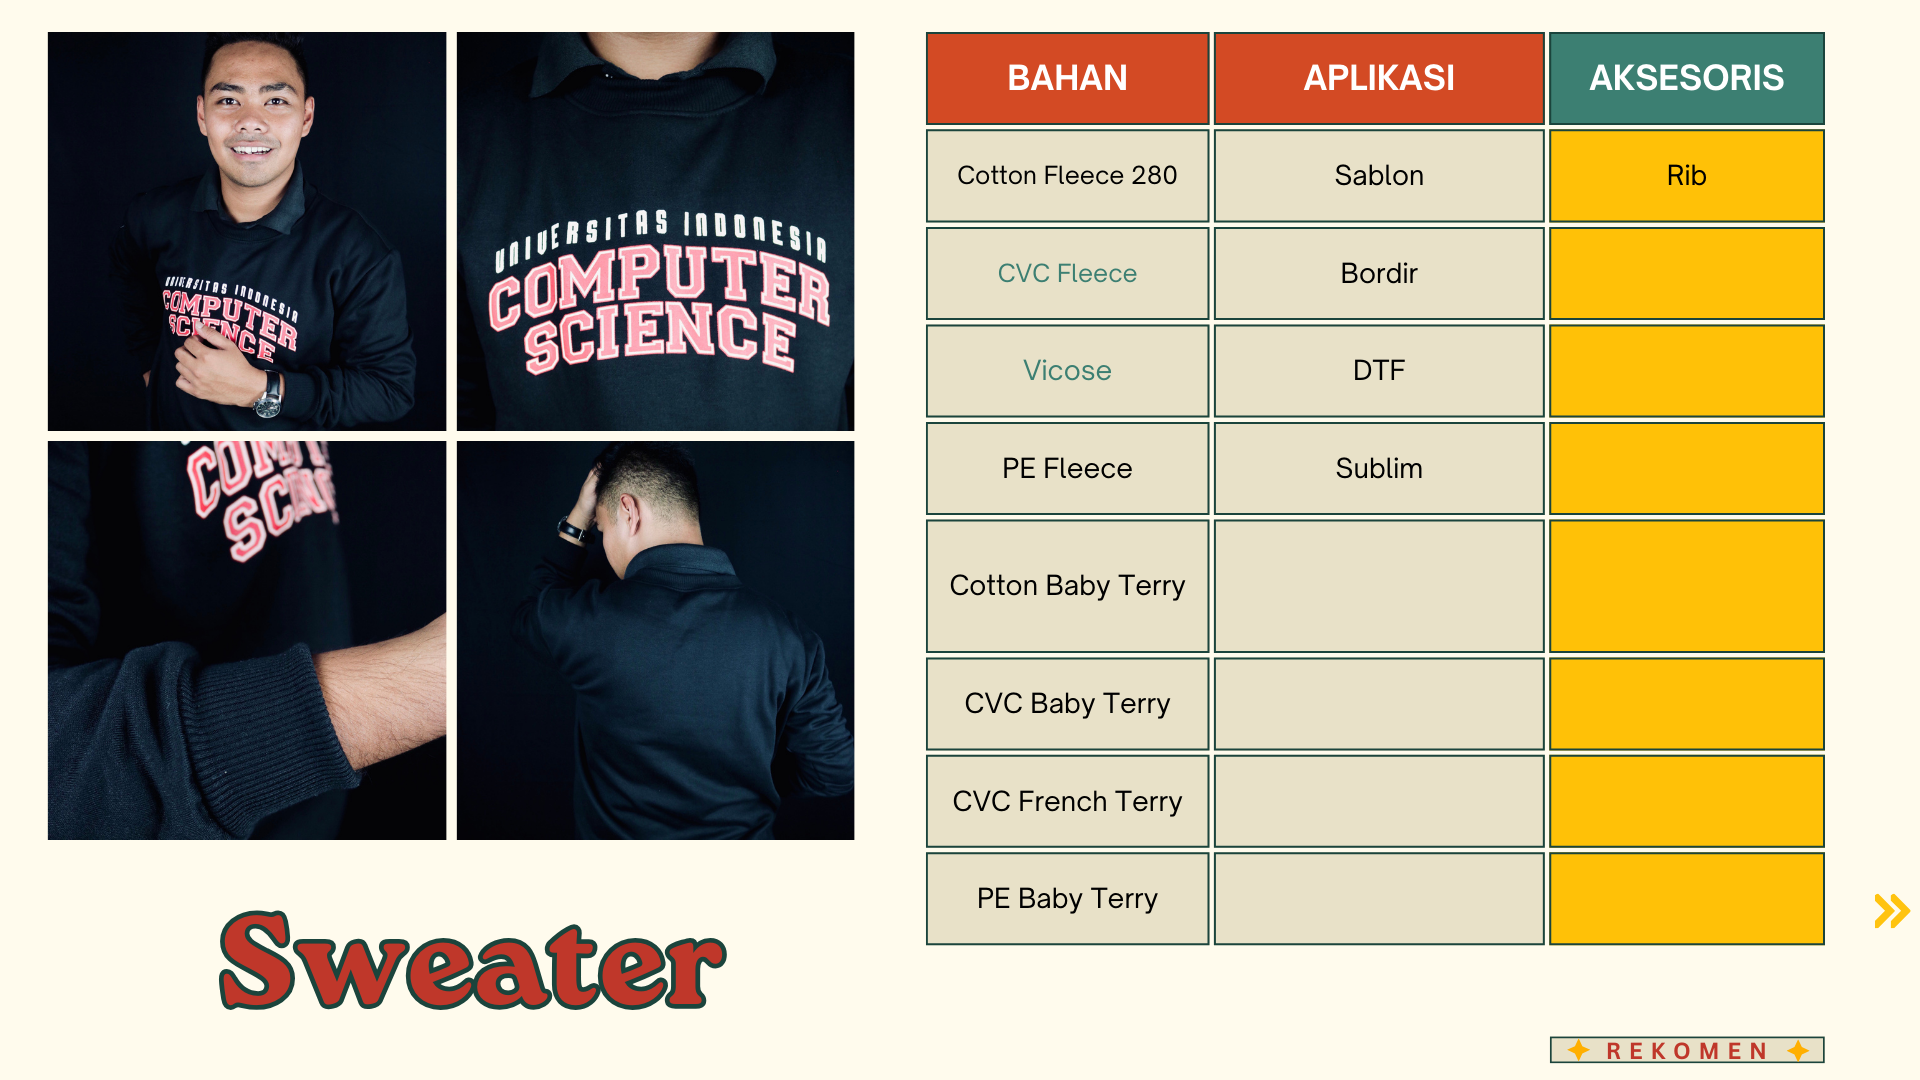 UNIVERSITAS INDONESIA
COMPUTER
SCIENCE
UNIVERSITAS INDONESIA
COMPUTER
SCIENCE
Sweater
BAHAN APLIKASI AKSESORIS
Cotton Fleece 280 Sablon Rib
CVC Fleece Bordir
Vicose DTF
PE Fleece Sublim
Cotton Baby Terry
CVC Baby Terry
CVC French Terry
PE Baby Terry
REKOMEN